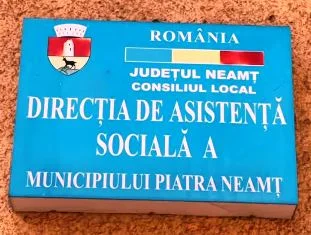 ROMÂNIA
JUDEȚUL NEAMȚ
CONSILIUL LOCAL
DIRECȚIA DE ASISTENȚĂ
SOCIALĂ A
MUNICIPIULUI PIATRA NEAMȚ